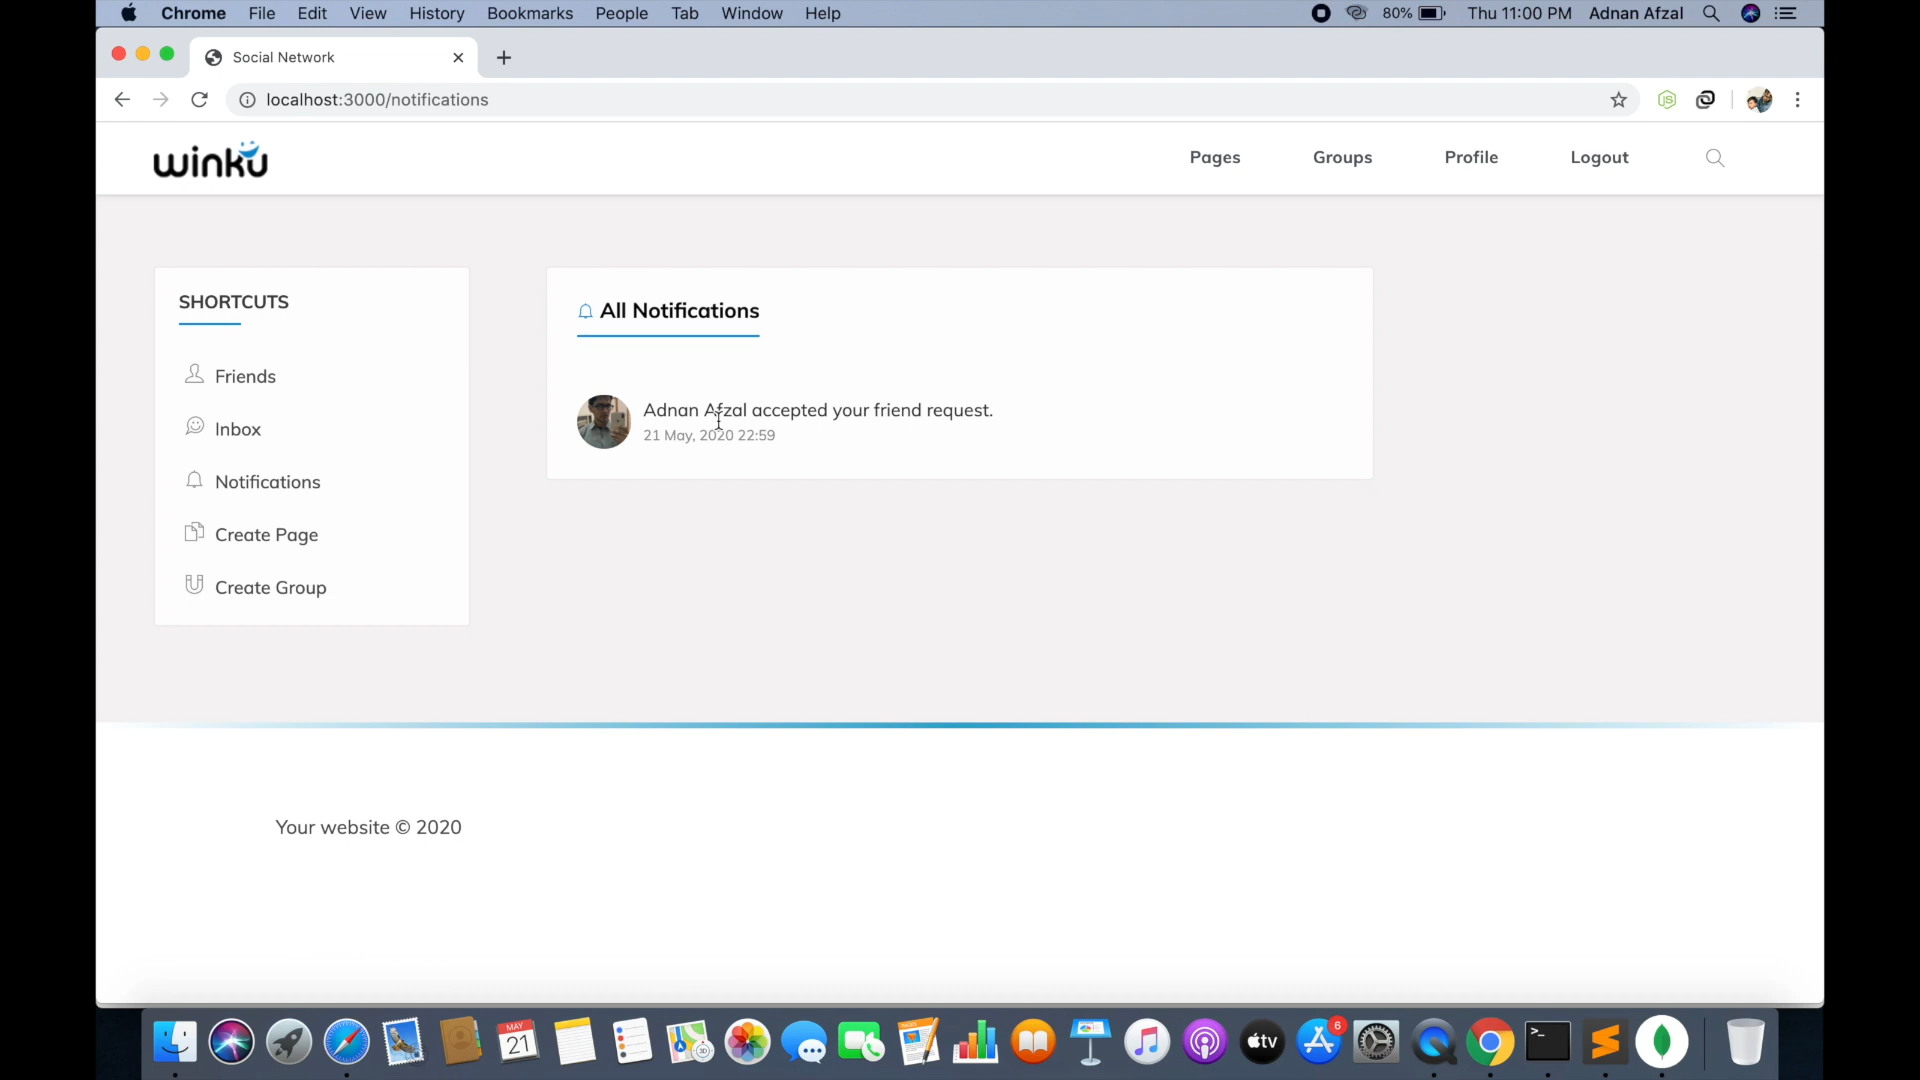 Chrome File Edit View History Bookmarks People Tab Window Help 80% Thu 11:00 PM Adnan Afzal
Social Network
localhost:3000/notifications
winku Pages Groups Profile Logout
SHORTCUTS
Friends
Inbox
Notifications
Create Page
Create Group
All Notifications
Adnan Afzal accepted your friend request.
21 May, 2020 22:59
Your website © 2020
MAY
21
3D
tv
6
>_